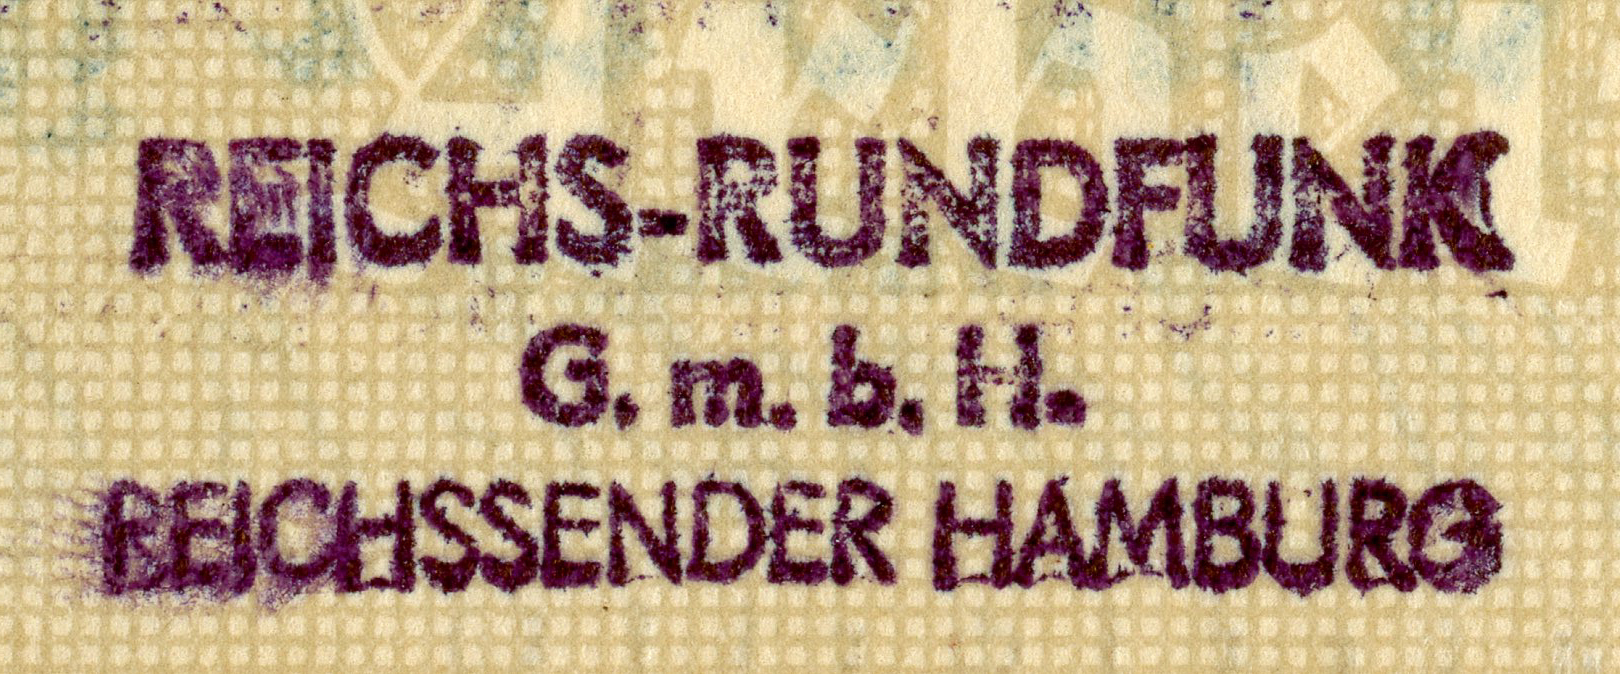 REICHS-RUNDFUNK
G. m. b. H.
REICHSSENDER HAMBURG